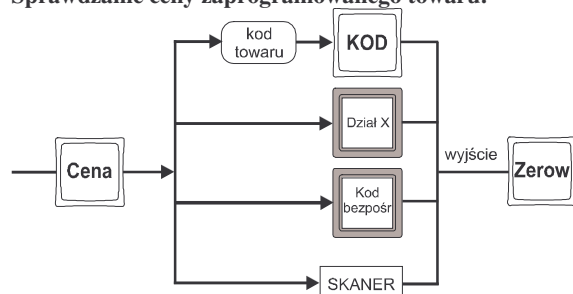 Sprawdzanie ceny zaprogramowanego towaru:
kod
towaru
KOD
Dział X
Cena
wyjście
Zerow
Kod
bezpośr
SKANER